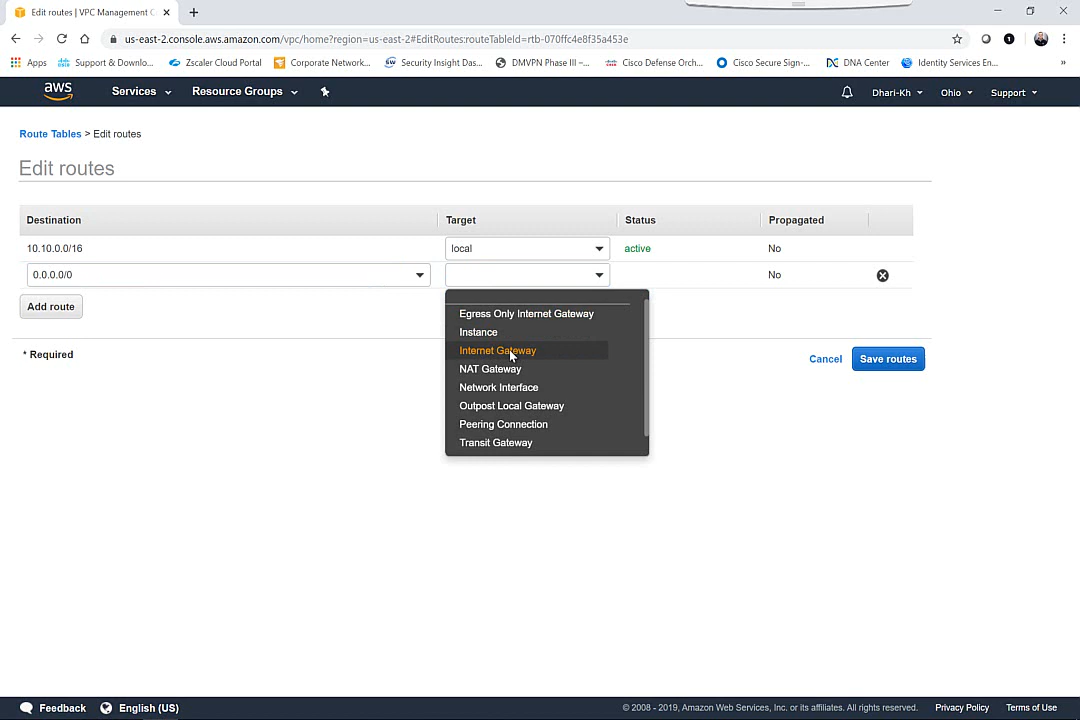 Edit routes | VPC Management C
us-east-2.console.aws.amazon.com/vpc/home?region=us-east-2#EditRoutes:routeTableId=rtb-070ffc4e8f35a453e
Apps Support & Downlo... Zscaler Cloud Portal Corporate Network... Security Insight Das... DMVPN Phase III –... Cisco Defense Orch... Cisco Secure Sign-... DNA Center Identity Services En... »
aws Services Resource Groups Dhari-Kh Ohio Support
Route Tables > Edit routes
Edit routes
Destination Target Status Propagated
10.10.0.0/16 local active No
0.0.0.0/0 No
Add route
Egress Only Internet Gateway
Instance
Internet Gateway
NAT Gateway
Network Interface
Outpost Local Gateway
Peering Connection
Transit Gateway
* Required
Cancel Save routes
Feedback English (US) © 2008 - 2019, Amazon Web Services, Inc. or its affiliates. All rights reserved. Privacy Policy Terms of Use